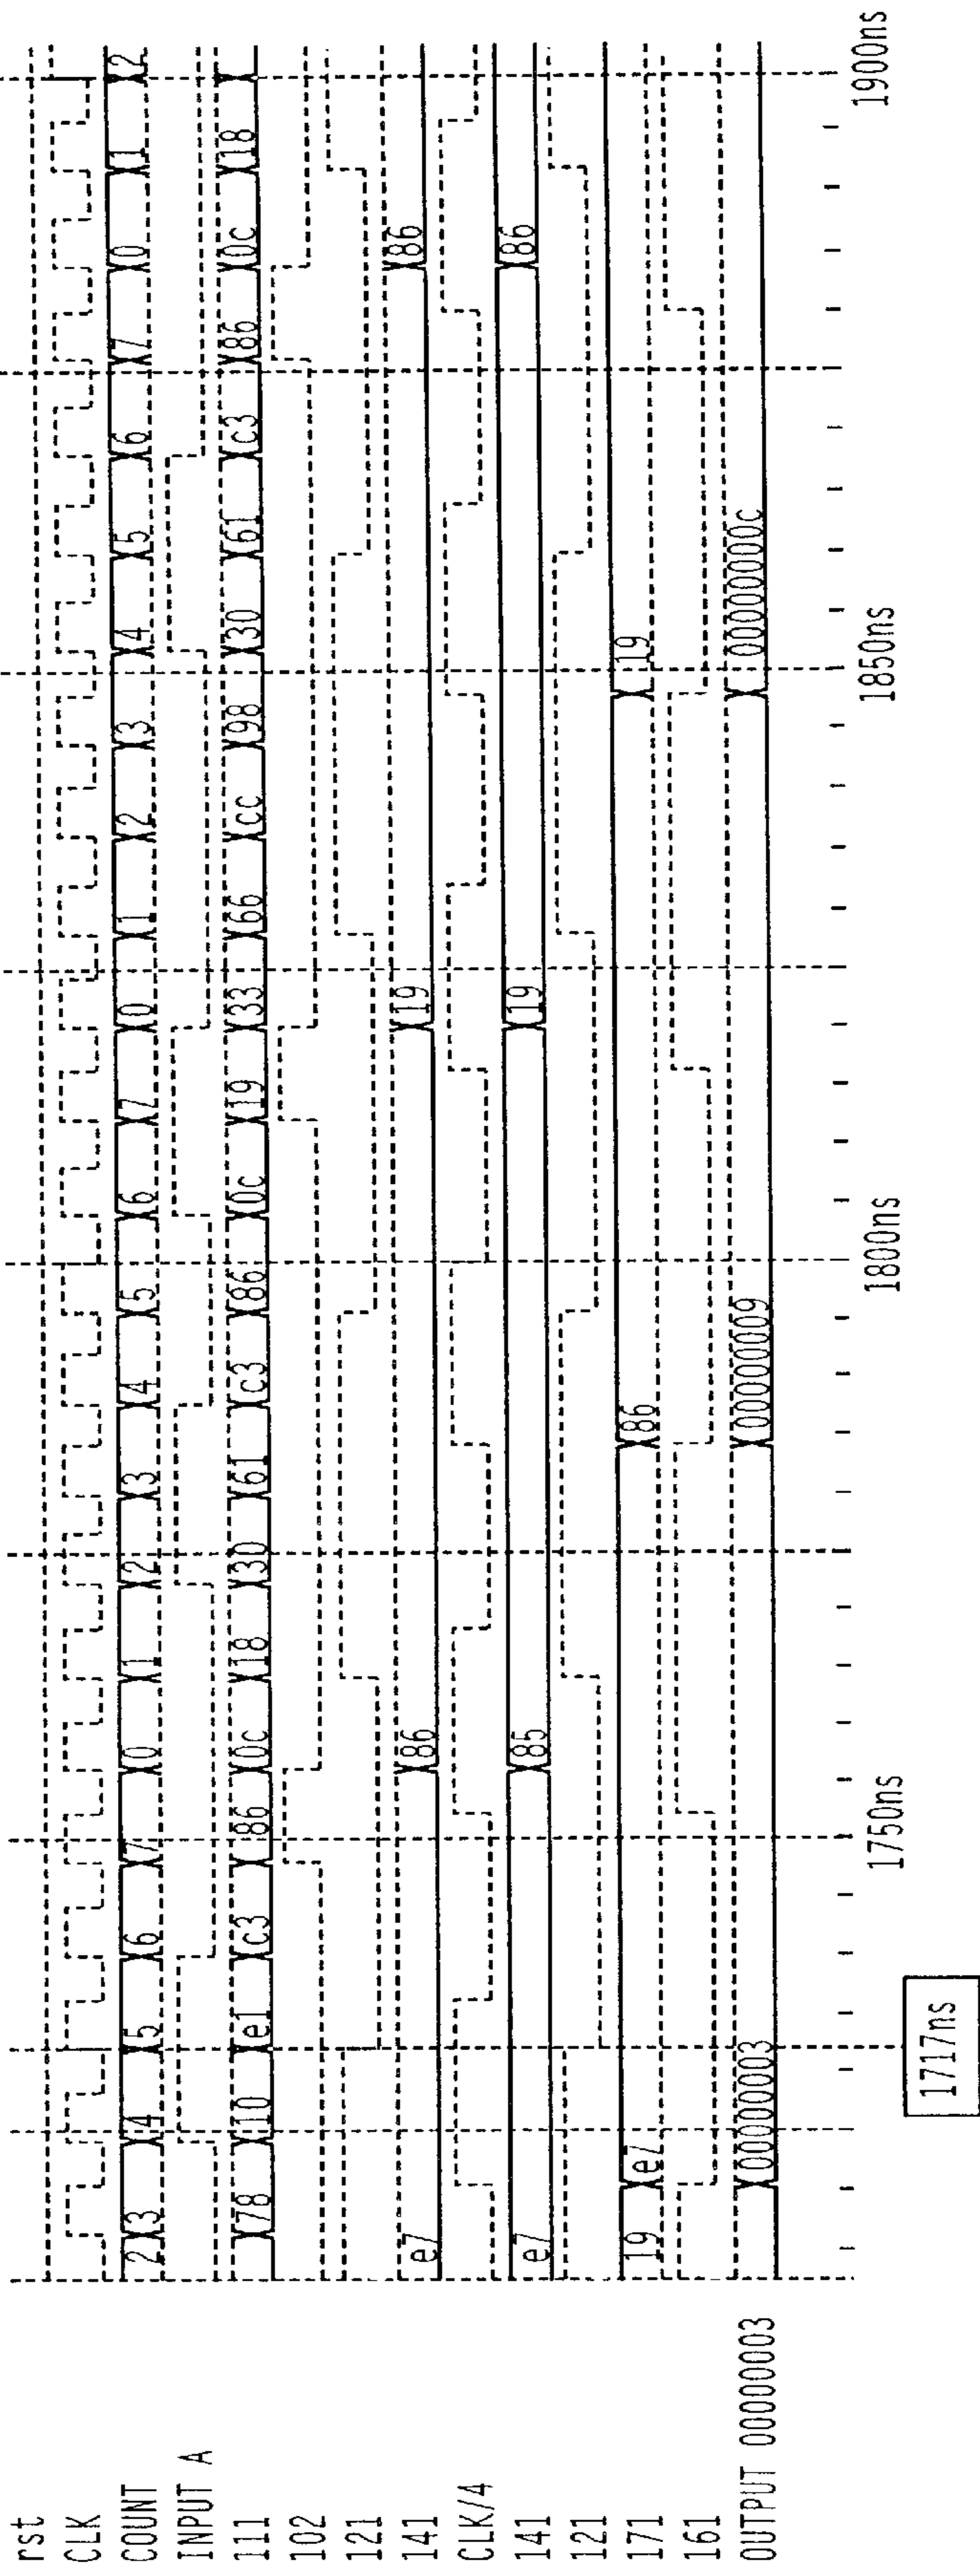 rst
CLK
COUNT 2 3 4 5 6 7 0 1 2 3 4 5 6 7 0 1 2 3 4 5 6 7 0 1 2
INPUT A
111 78 10 e1 c3 86 0c 18 30 61 c3 86 0c 19 33 66 cc 98 30 61 c3 86 0c 18
102
121
141 e7 86 19 86
CLK/4
141 e7 85 19 86
121
171 19 e7 86 19
161
OUTPUT 00000003 00000003 00000009 0000000c
1717ns
1750ns 1800ns 1850ns 1900ns